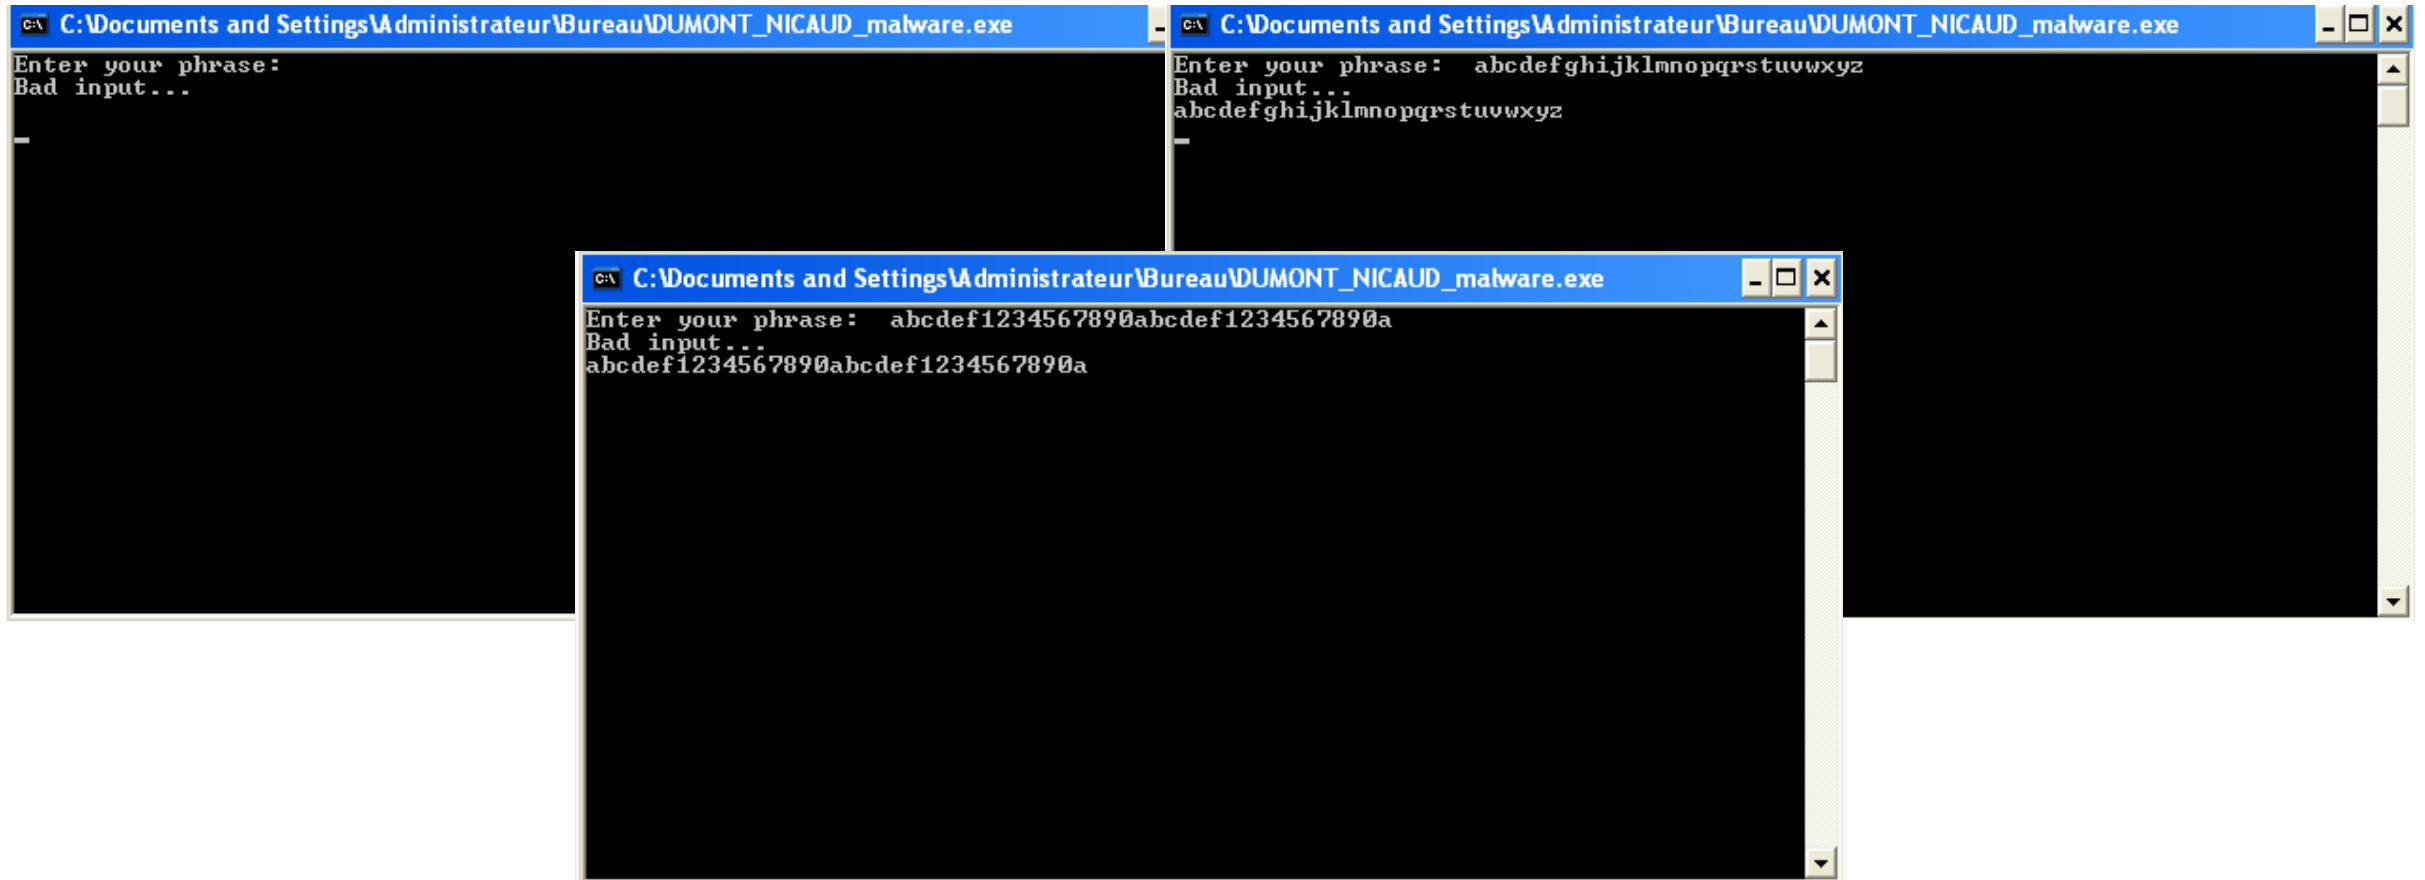 C:\Documents and Settings\Administrateur\Bureau\DUMONT_NICAUD_malware.exe
Enter your phrase:
Bad input...
C:\Documents and Settings\Administrateur\Bureau\DUMONT_NICAUD_malware.exe
Enter your phrase:  abcdefghijklmnopqrstuvwxyz
Bad input...
abcdefghijklmnopqrstuvwxyz
C:\Documents and Settings\Administrateur\Bureau\DUMONT_NICAUD_malware.exe
Enter your phrase:  abcdef1234567890abcdef1234567890a
Bad input...
abcdef1234567890abcdef1234567890a